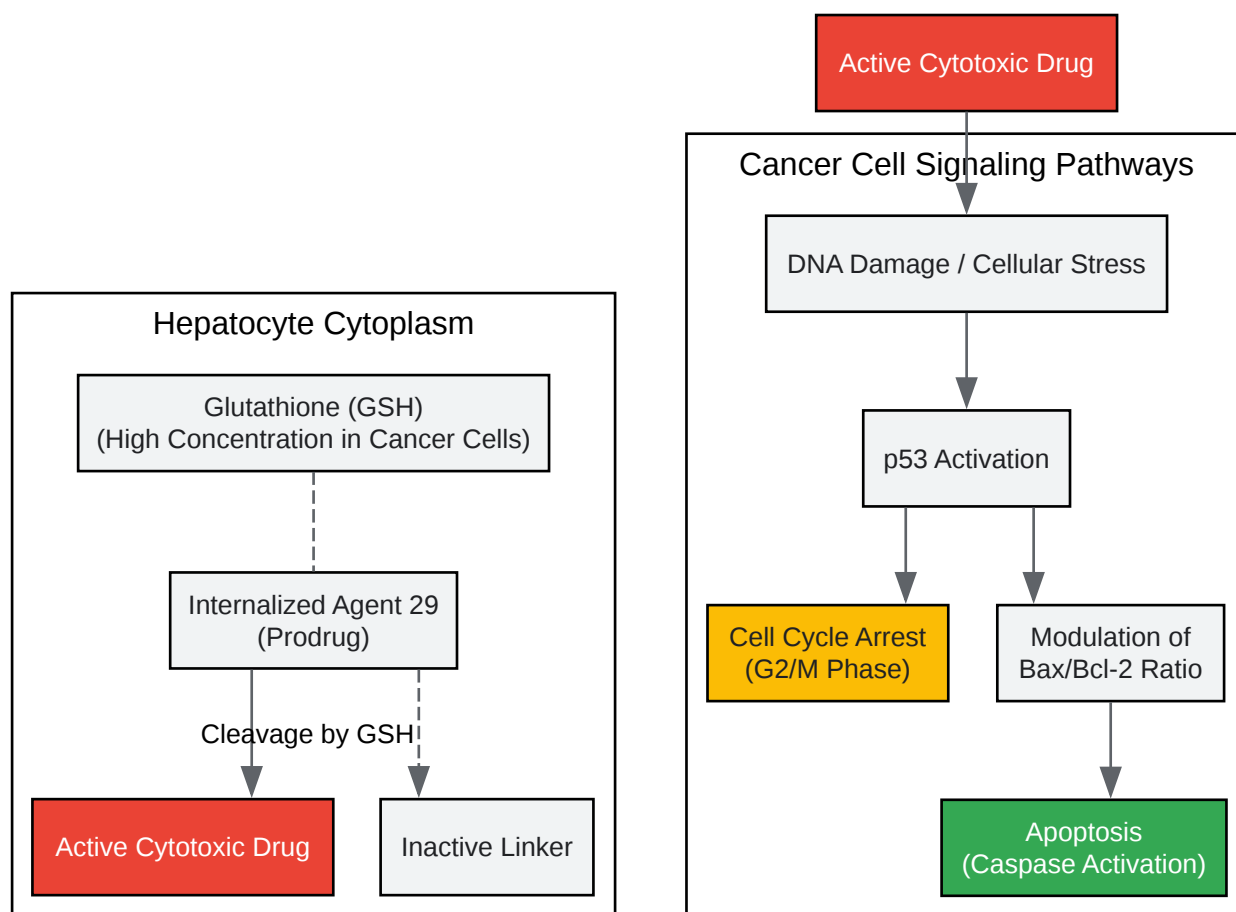 Hepatocyte Cytoplasm
Glutathione (GSH)
(High Concentration in Cancer Cells)
Internalized Agent 29
(Prodrug)
Cleavage by GSH
Active Cytotoxic Drug
Inactive Linker
Active Cytotoxic Drug
Cancer Cell Signaling Pathways
DNA Damage / Cellular Stress
p53 Activation
Cell Cycle Arrest
(G2/M Phase)
Modulation of
Bax/Bcl-2 Ratio
Apoptosis
(Caspase Activation)